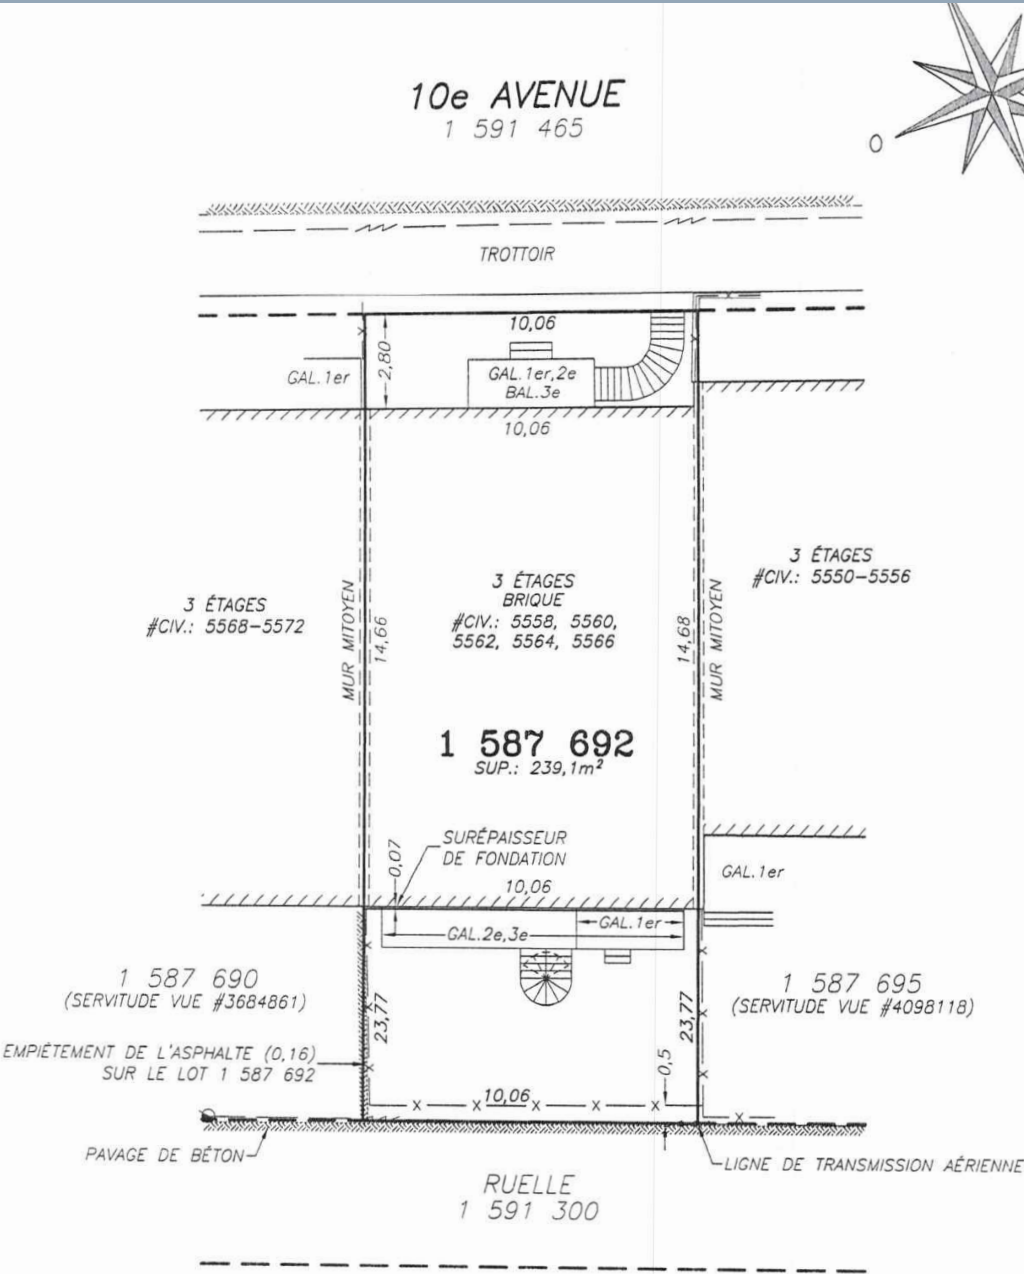 10e AVENUE
1 591 465
O
TROTTOIR
10,06
2,80
GAL.1er
GAL.1er,2e
BAL.3e
10,06
3 ÉTAGES
#CIV.: 5568-5572
MUR MITOYEN
14,66
3 ÉTAGES
BRIQUE
#CIV.: 5558, 5560,
5562, 5564, 5566
14,68
MUR MITOYEN
3 ÉTAGES
#CIV.: 5550-5556
1 587 692
SUP.: 239,1m²
0,07
SURÉPAISSEUR
DE FONDATION
10,06
GAL.1er
GAL.1er
GAL.2e,3e
1 587 690
(SERVITUDE VUE #3684861)
23,77
23,77
1 587 695
(SERVITUDE VUE #4098118)
EMPIÉTEMENT DE L'ASPHALTE (0,16)
SUR LE LOT 1 587 692
0,5
10,06
PAVAGE DE BÉTON
LIGNE DE TRANSMISSION AÉRIENNE
RUELLE
1 591 300